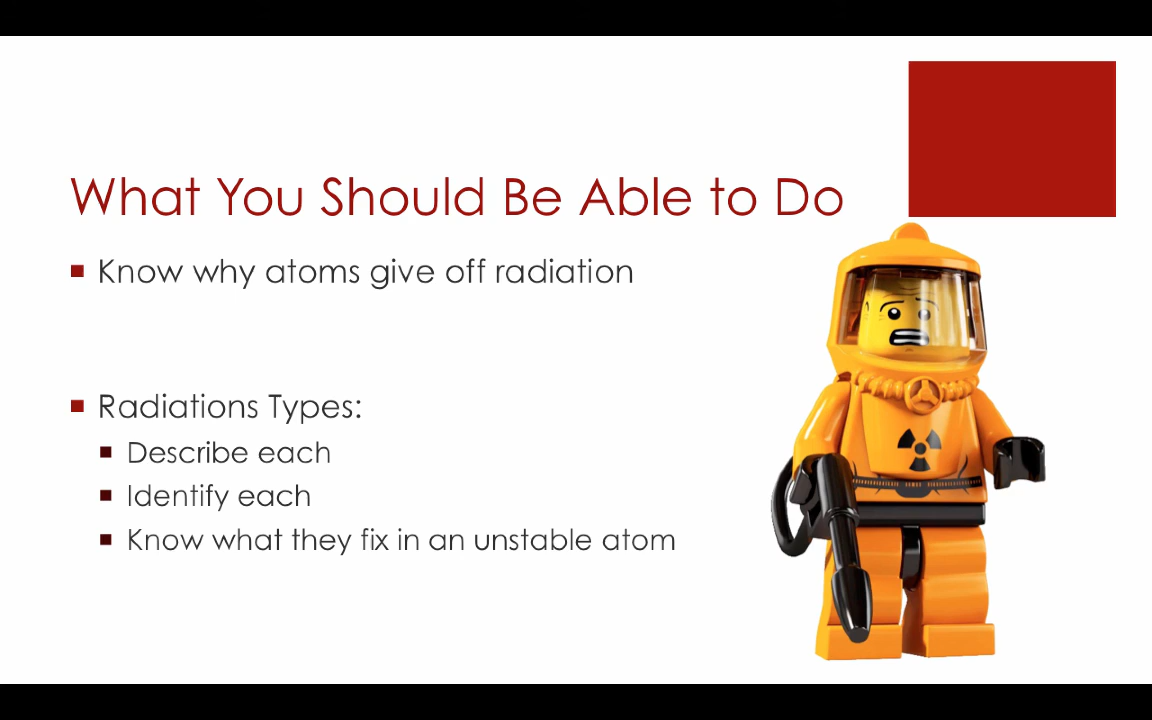 What You Should Be Able to Do
Know why atoms give off radiation
Radiations Types:
Describe each
Identify each
Know what they fix in an unstable atom